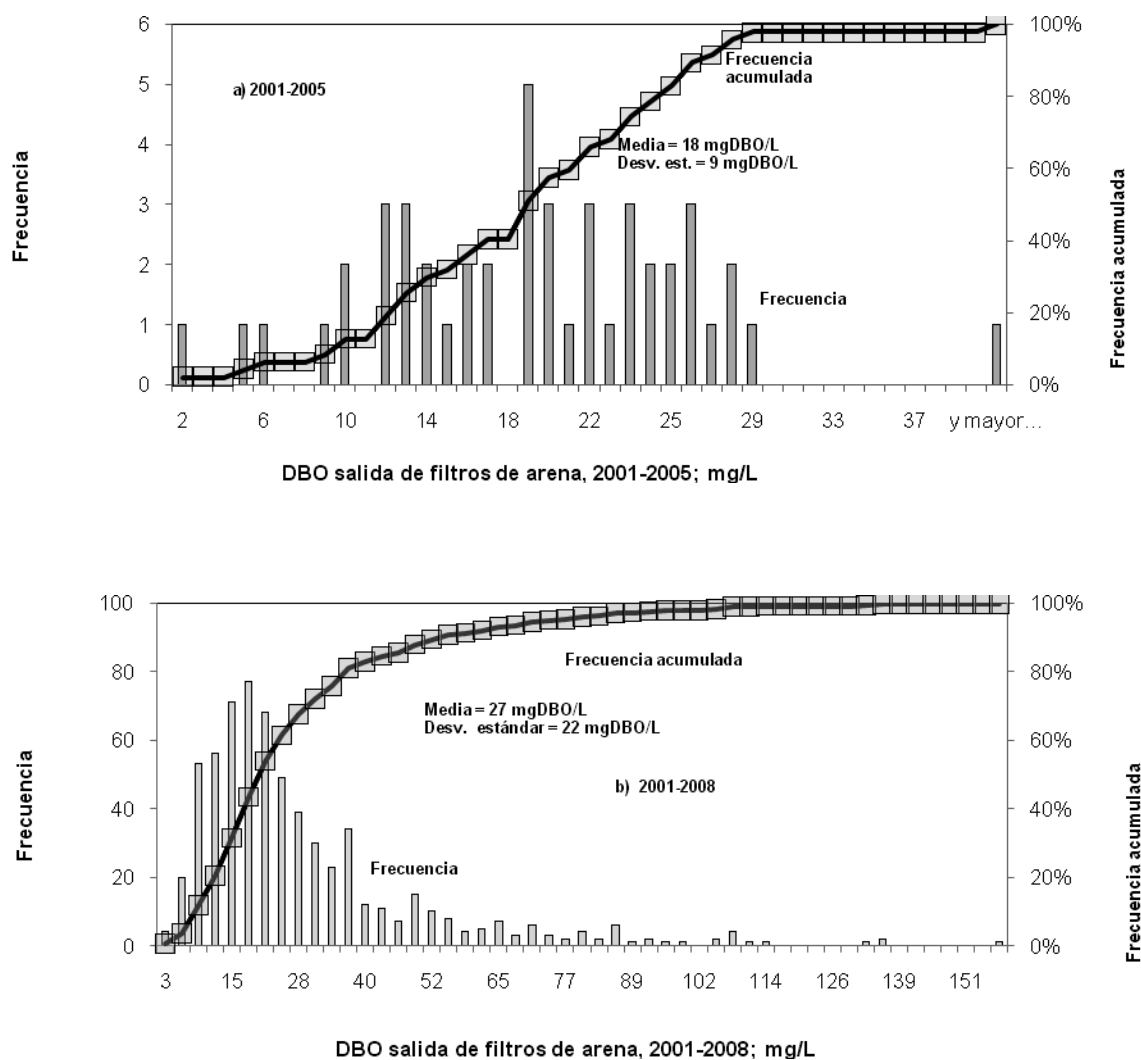 6
100%
Frecuencia
acumulada
5
a) 2001-2005
80%
4
Media = 18 mgDBO/L
Desv. est. = 9 mgDBO/L
60%
3
40%
2
Frecuencia
1
20%
0
0%
2 6 10 14 18 22 25 29 33 37 y mayor...
Frecuencia
Frecuencia acumulada
DBO salida de filtros de arena, 2001-2005; mg/L
100
100%
Frecuencia acumulada
80
80%
Media = 27 mgDBO/L
Desv. estándar = 22 mgDBO/L
60
60%
b) 2001-2008
40
40%
Frecuencia
20
20%
0
0%
3 15 28 40 52 65 77 89 102 114 126 139 151
Frecuencia
Frecuencia acumulada
DBO salida de filtros de arena, 2001-2008; mg/L